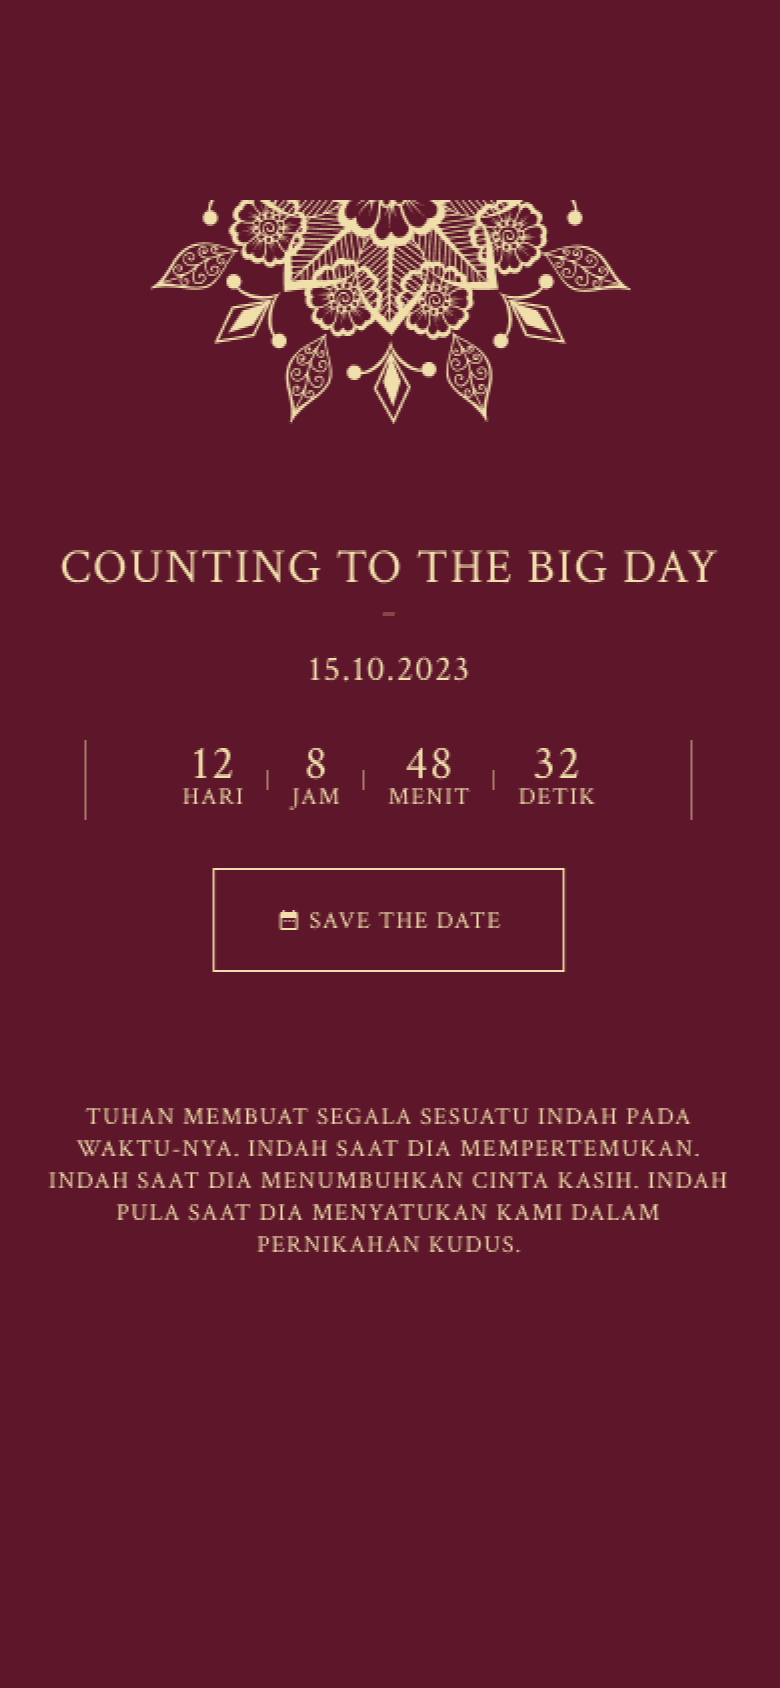 COUNTING TO THE BIG DAY
15.10.2023
12 8 48 32
HARI JAM MENIT DETIK
SAVE THE DATE
TUHAN MEMBUAT SEGALA SESUATU INDAH PADA
WAKTU-NYA. INDAH SAAT DIA MEMPERTEMUKAN.
INDAH SAAT DIA MENUMBUHKAN CINTA KASIH. INDAH
PULA SAAT DIA MENYATUKAN KAMI DALAM
PERNIKAHAN KUDUS.